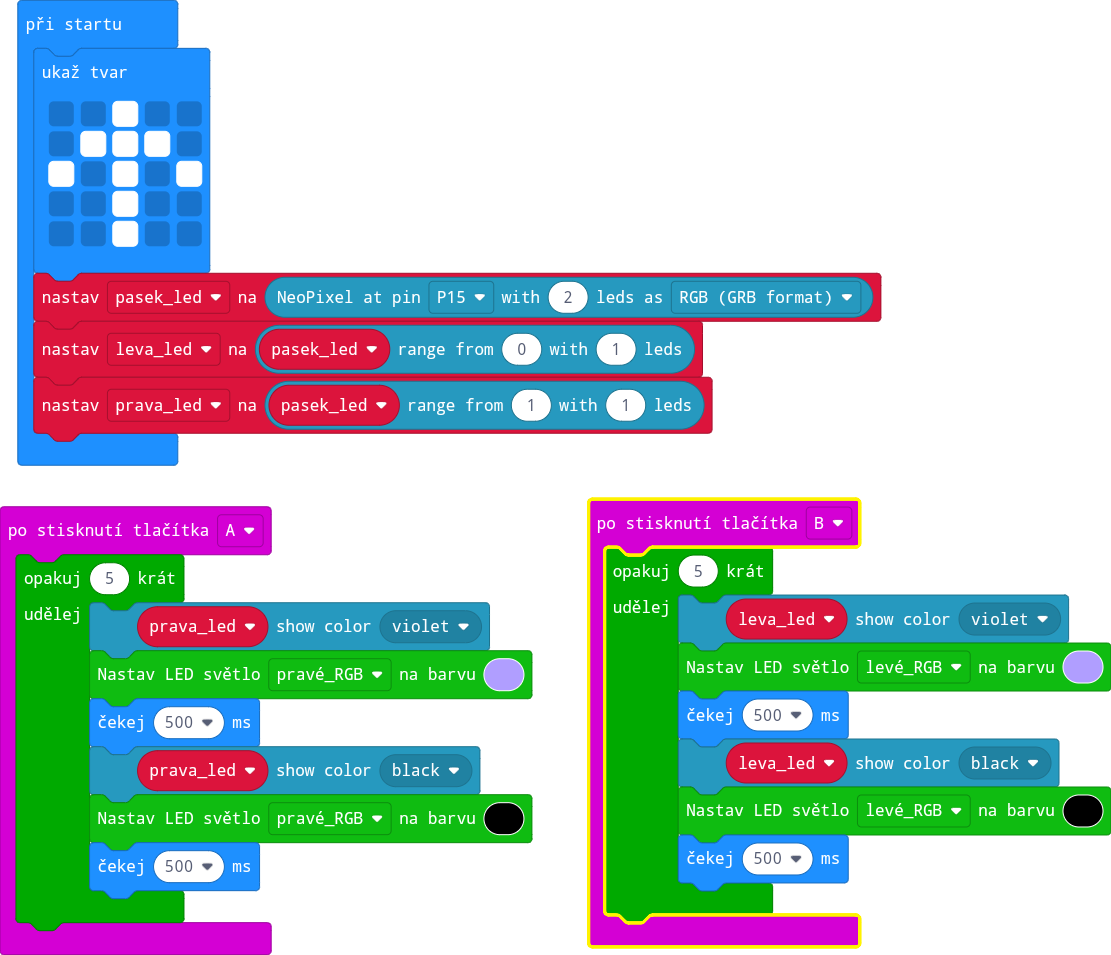 při startu
ukaž tvar
nastav pasek_led na NeoPixel at pin P15 with 2 leds as RGB (GRB format)
nastav leva_led na pasek_led range from 0 with 1 leds
nastav prava_led na pasek_led range from 1 with 1 leds
po stisknutí tlačítka A
opakuj 5 krát
udělej
prava_led show color violet
Nastav LED světlo pravé_RGB na barvu
čekej 500 ms
prava_led show color black
Nastav LED světlo pravé_RGB na barvu
čekej 500 ms
po stisknutí tlačítka B
opakuj 5 krát
udělej
leva_led show color violet
Nastav LED světlo levé_RGB na barvu
čekej 500 ms
leva_led show color black
Nastav LED světlo levé_RGB na barvu
čekej 500 ms